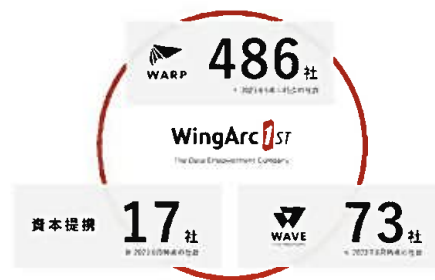 WARP 486社
WingArc1ST
The Data Empowerment Company
資本提携 17社
WAVE 73社